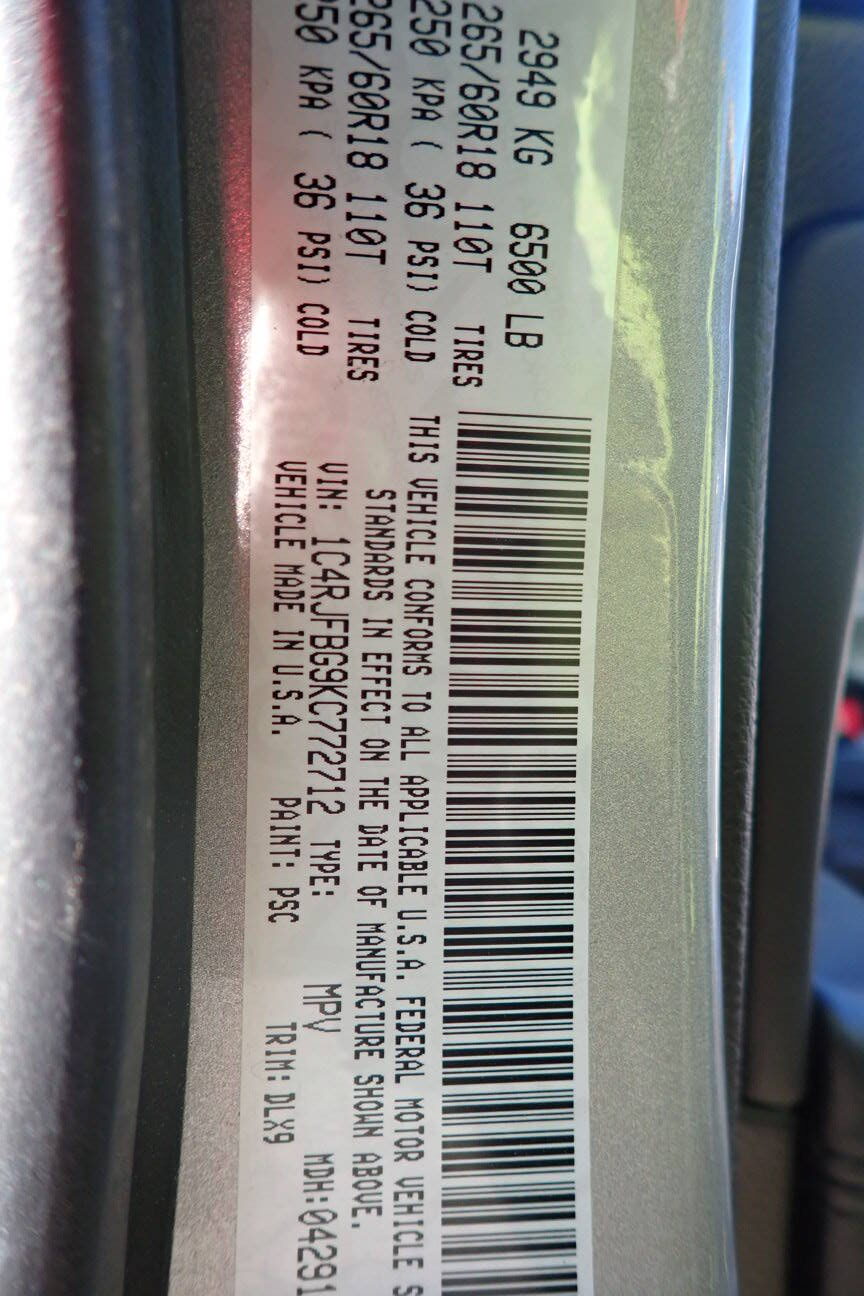 2949 KG 6500 LB
265/60R18 110T TIRES
250 KPA ( 36 PSI) COLD
265/60R18 110T TIRES
250 KPA ( 36 PSI) COLD
THIS VEHICLE CONFORMS TO ALL APPLICABLE U.S.A. FEDERAL MOTOR VEHICLE S
STANDARDS IN EFFECT ON THE DATE OF MANUFACTURE SHOWN ABOVE.
VIN: 1C4RJFBG9KC772712 TYPE: MPV MDH:04291
VEHICLE MADE IN U.S.A. PAINT: PSC TRIM: DLX9